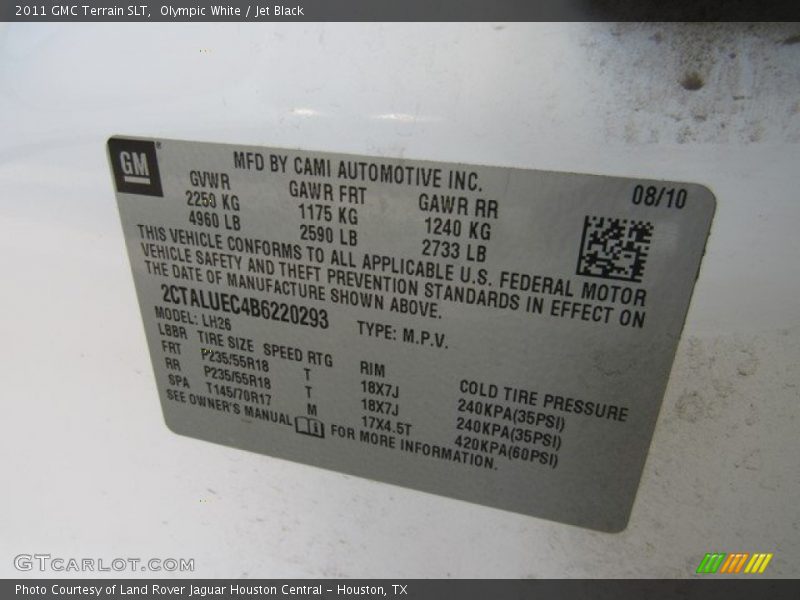 2011 GMC Terrain SLT, Olympic White / Jet Black
GM
MFD BY CAMI AUTOMOTIVE INC.
08/10
GVWR GAWR FRT GAWR RR
2250 KG 1175 KG 1240 KG
4960 LB 2590 LB 2733 LB
THIS VEHICLE CONFORMS TO ALL APPLICABLE U.S. FEDERAL MOTOR
VEHICLE SAFETY AND THEFT PREVENTION STANDARDS IN EFFECT ON
THE DATE OF MANUFACTURE SHOWN ABOVE.
2CTALUEC4B6220293 TYPE: M.P.V.
MODEL: LH26
LBBR TIRE SIZE SPEED RTG RIM COLD TIRE PRESSURE
FRT P235/55R18 T 18X7J 240KPA(35PSI)
RR P235/55R18 T 18X7J 240KPA(35PSI)
SPA T145/70R17 M 17X4.5T 420KPA(60PSI)
SEE OWNER'S MANUAL FOR MORE INFORMATION.
GTCARLOT.COM
Photo Courtesy of Land Rover Jaguar Houston Central - Houston, TX